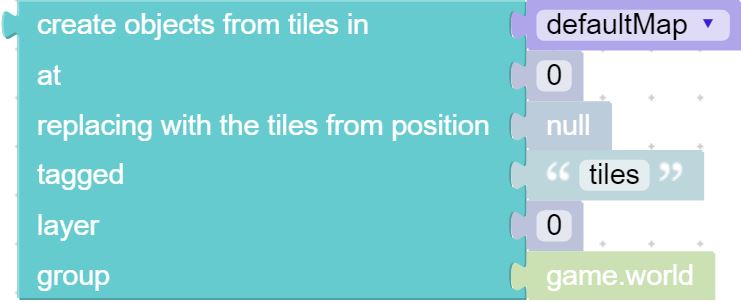 create objects from tiles in defaultMap ▼
at 0
replacing with the tiles from position null
tagged “ tiles ”
layer 0
group game.world